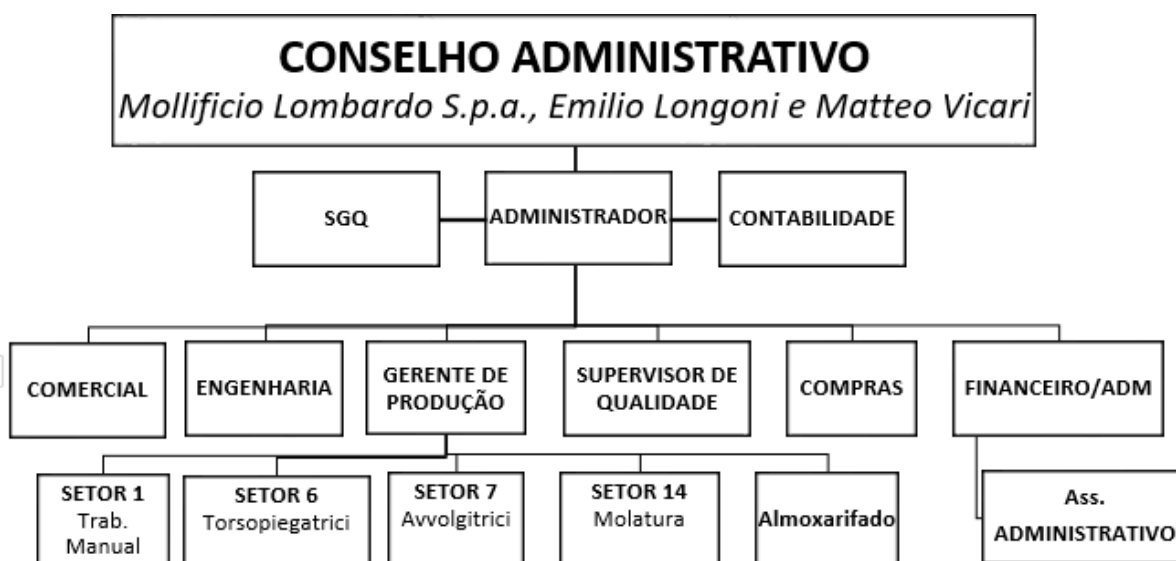 CONSELHO ADMINISTRATIVO
Mollificio Lombardo S.p.a., Emilio Longoni e Matteo Vicari
SGQ
ADMINISTRADOR
CONTABILIDADE
COMERCIAL
ENGENHARIA
GERENTE DE
PRODUÇÃO
SUPERVISOR DE
QUALIDADE
COMPRAS
FINANCEIRO/ADM
SETOR 1
Trab.
Manual
SETOR 6
Torsopiegatrici
SETOR 7
Avvolgitrici
SETOR 14
Molatura
Almoxarifado
Ass.
ADMINISTRATIVO